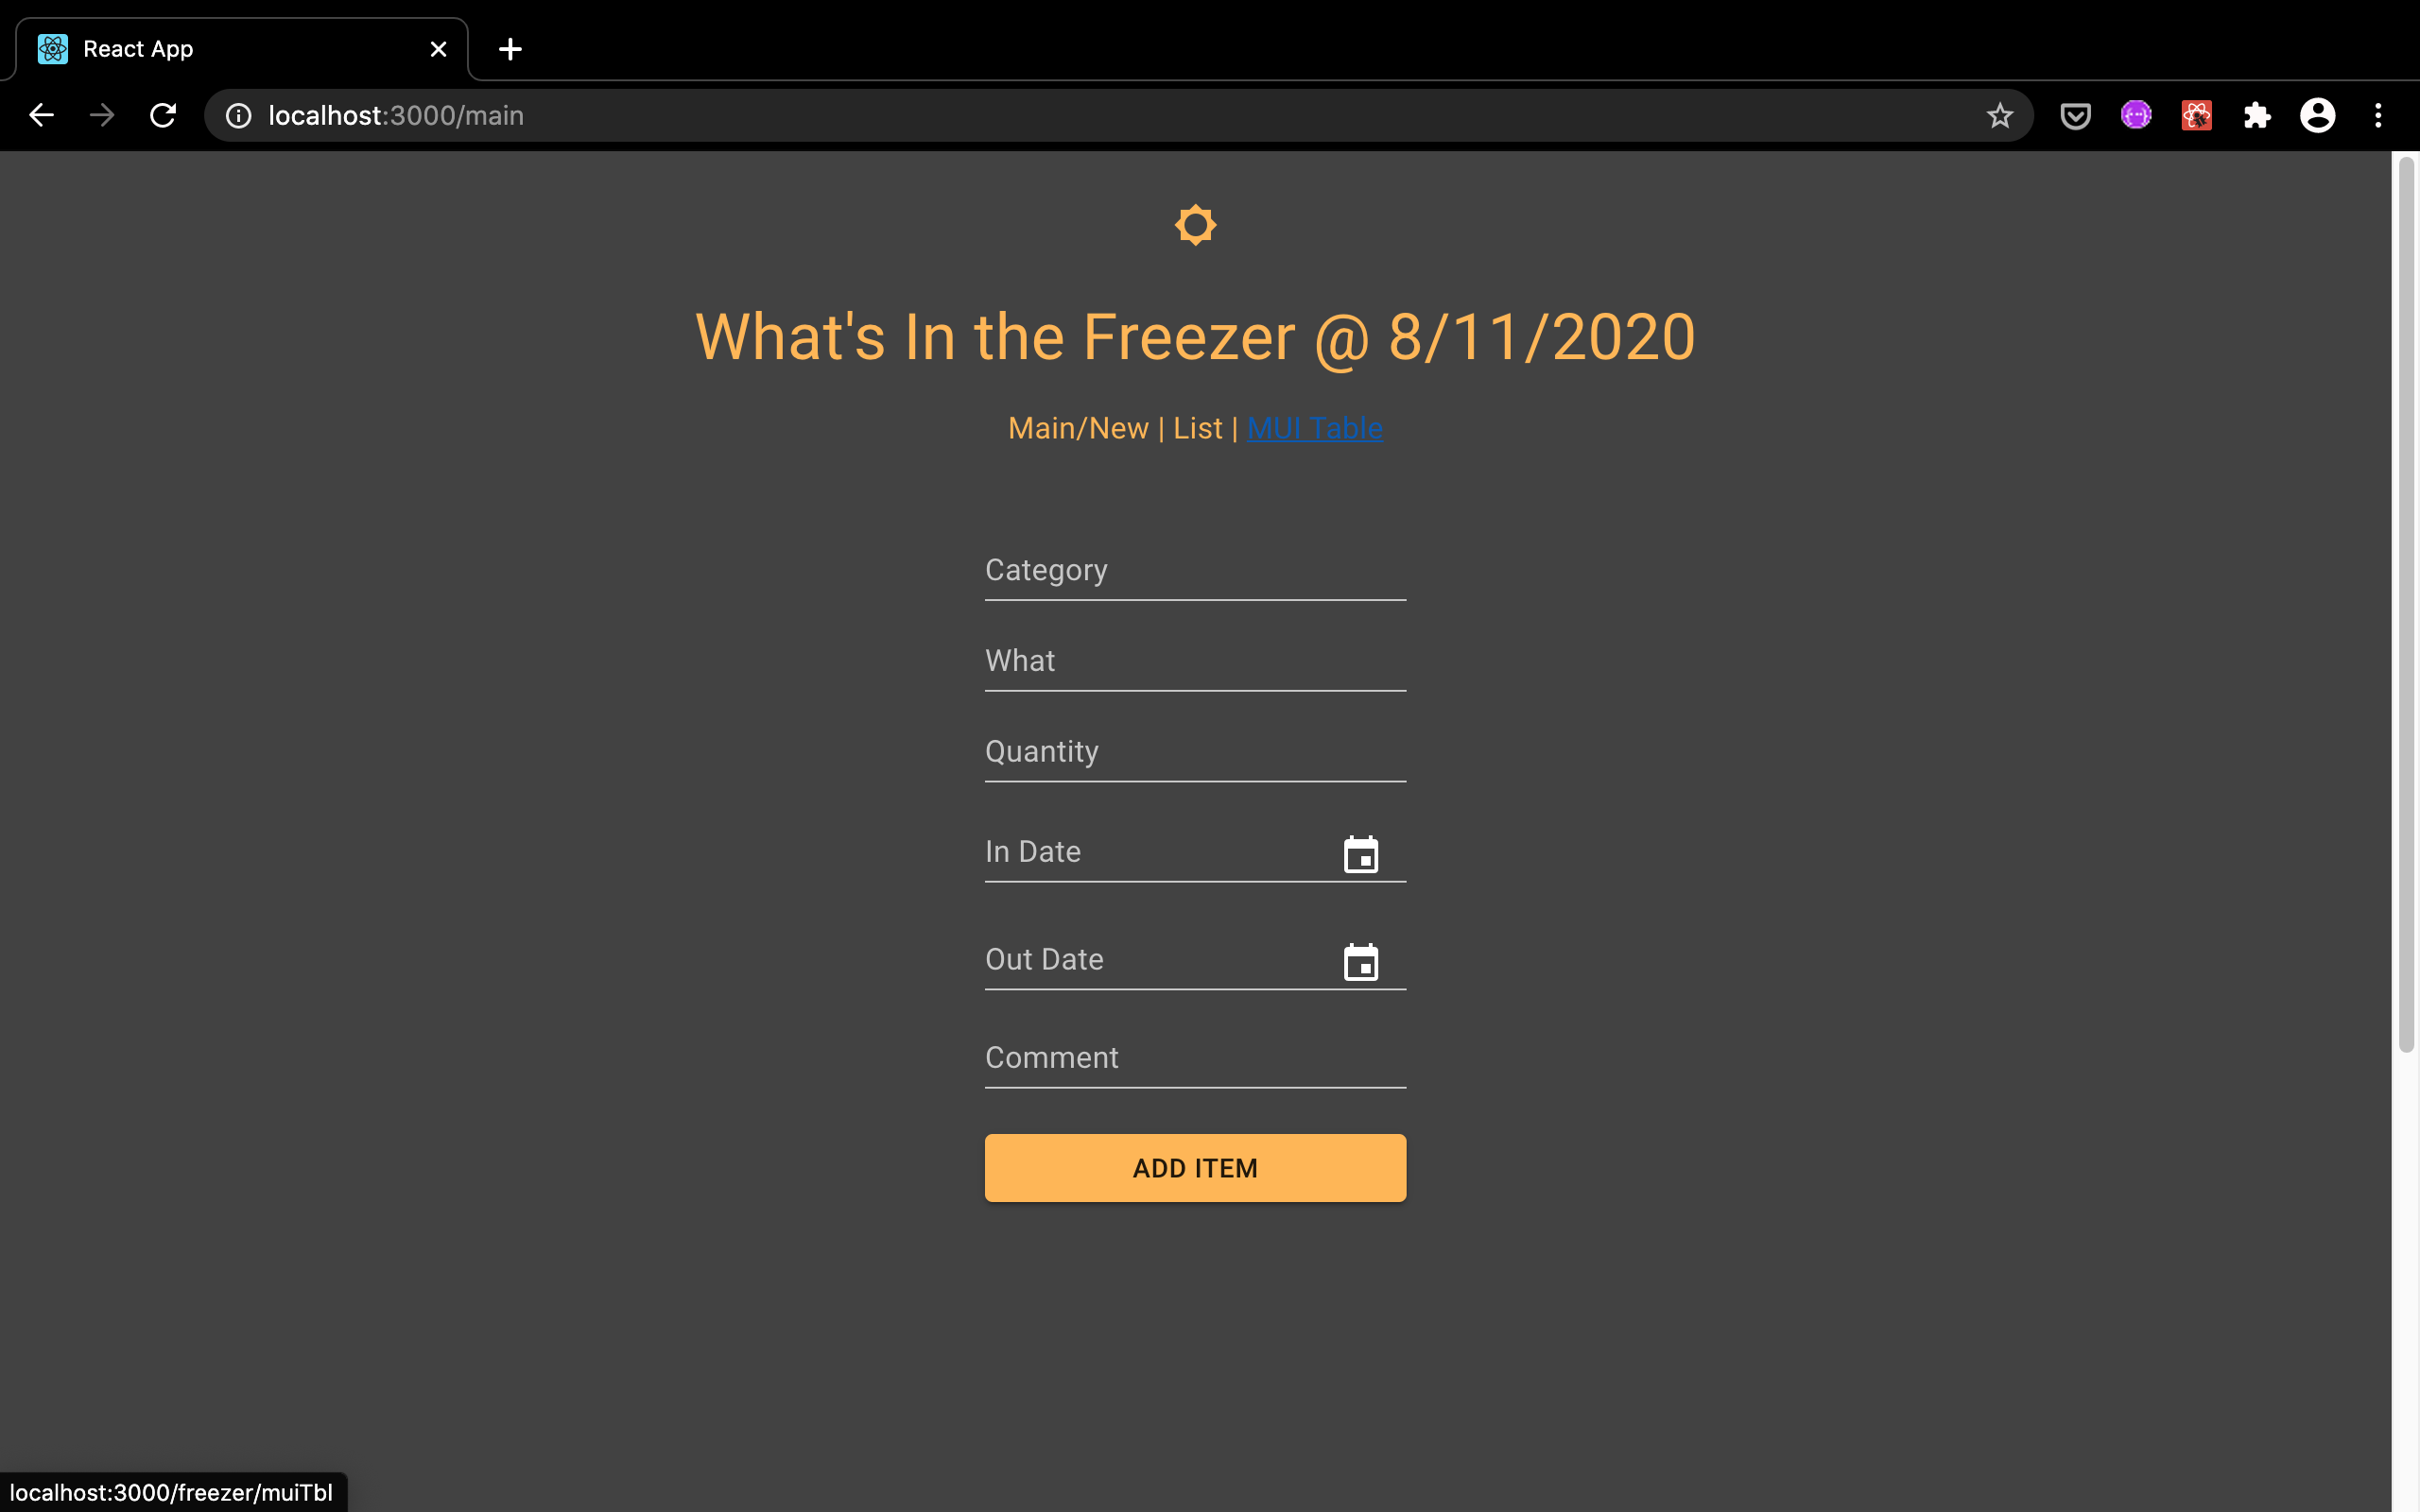 React App
localhost:3000/main
What's In the Freezer @ 8/11/2020
Main/New | List | MUI Table
Category
What
Quantity
In Date
Out Date
Comment
ADD ITEM
localhost:3000/freezer/muiTbl